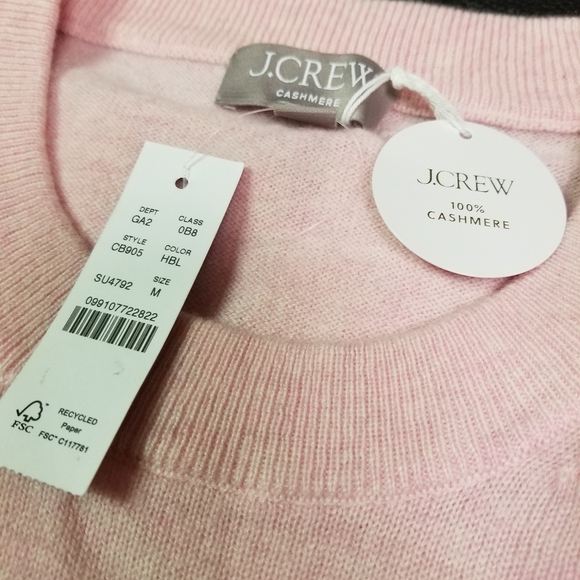 J.CREW
CASHMERE
J.CREW
100%
CASHMERE
DEPT CLASS
GA2 0B8
STYLE COLOR
CB905 HBL
SIZE
SU4792 M
099107722822
FSC
RECYCLED
Paper
FSC® C117781